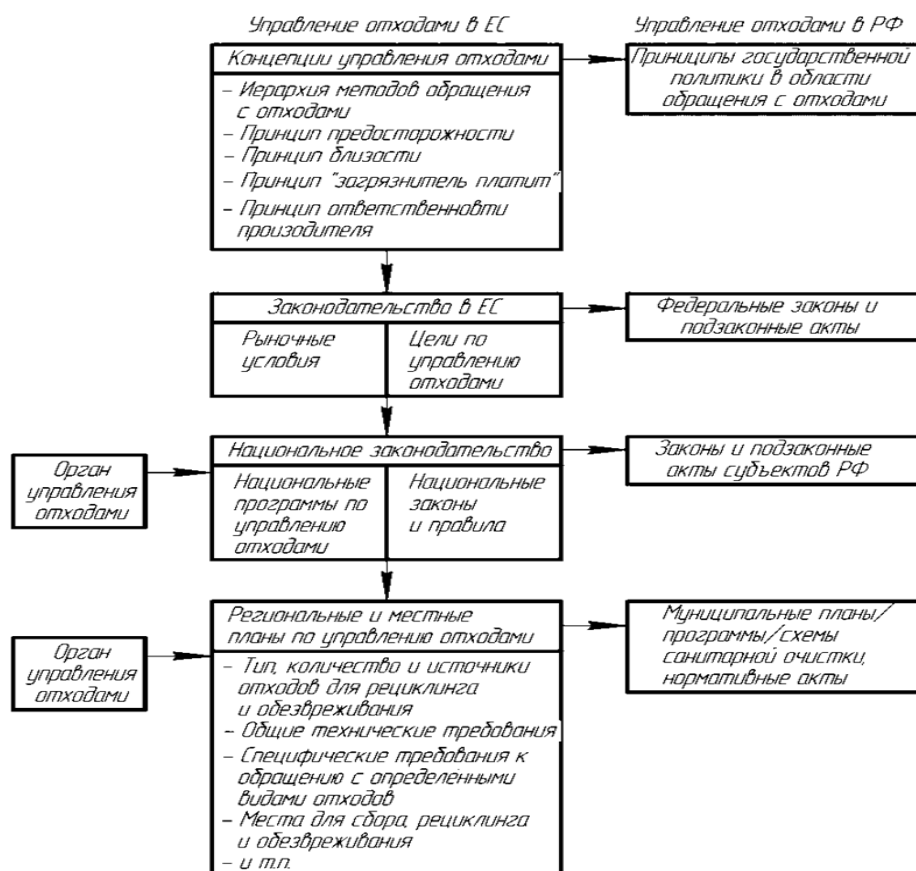 Управление отходами в ЕС
Управление отходами в РФ
Концепции управления отходами
– Иерархия методов обращения
с отходами
– Принцип предосторожности
– Принцип близости
– Принцип "загрязнитель платит"
– Принцип ответственновти
произодителя
Принципы государственной
политики в области
обращения с отходами
Законодательство в ЕС
Рыночные
условия
Цели по
управлению
отходами
Федеральные законы и
подзаконные акты
Орган
управления
отходами
Национальное законодательство
Национальные
программы по
управлению
отходами
Национальные
законы
и правила
Законы и подзаконные
акты субъектов РФ
Орган
управления
отходами
Региональные и местные
планы по управлению отходами
– Тип, количество и источники
отходов для рециклинга
и обезвреживания
– Общие технические требования
– Специфические требования к
обращению с определёнными
видами отходов
– Места для сбора, рециклинга
и обезвреживания
– и т.п.
Муниципальные планы/
программы/схемы
санитарной очистки,
нормативные акты